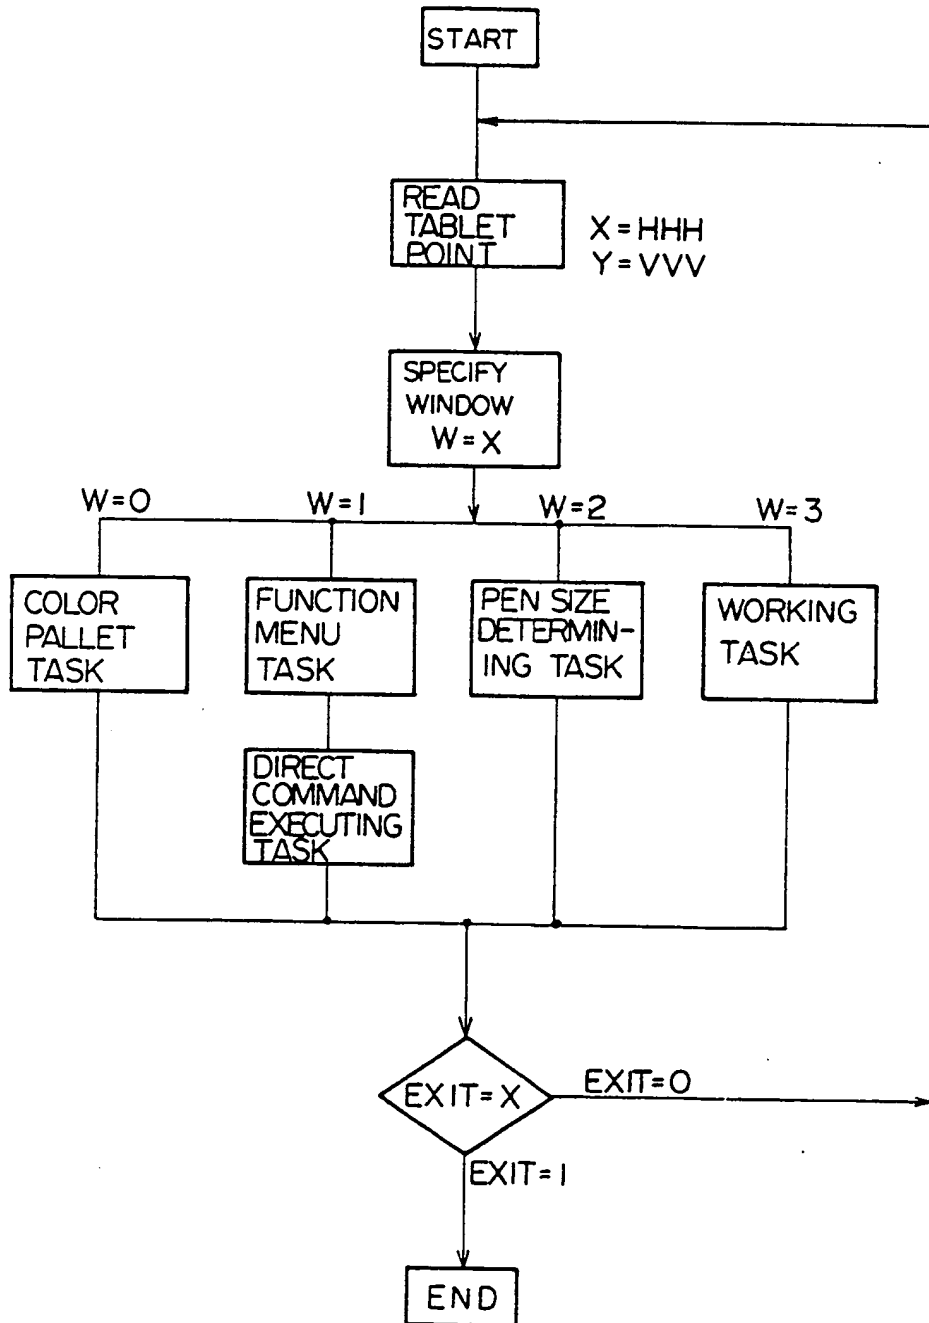 START
READ
TABLET
POINT
X=HHH
Y=VVV
SPECIFY
WINDOW
W=X
W=0
W=1
W=2
W=3
COLOR
PALLET
TASK
FUNCTION
MENU
TASK
PEN SIZE
DETERMIN-
ING TASK
WORKING
TASK
DIRECT
COMMAND
EXECUTING
TASK
EXIT=X
EXIT=0
EXIT=1
END